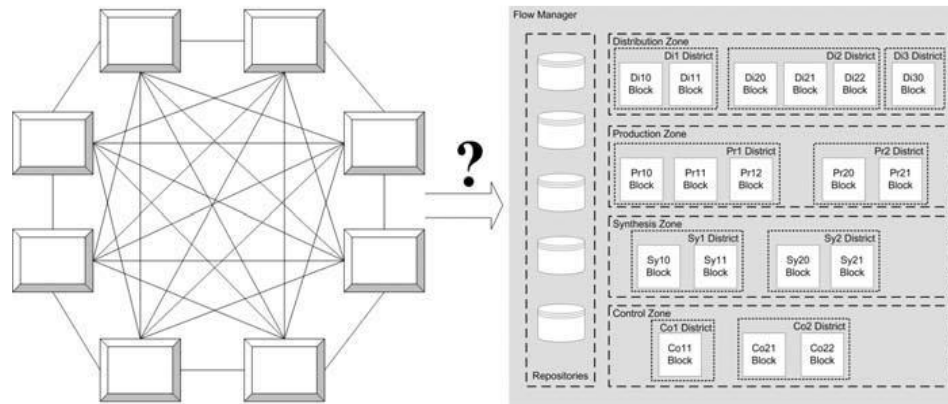 ?
Flow Manager
Repositories
Distribution Zone
Di1 District
Di10
Block
Di11
Block
Di2 District
Di20
Block
Di21
Block
Di22
Block
Di3 District
Di30
Block
Production Zone
Pr1 District
Pr10
Block
Pr11
Block
Pr12
Block
Pr2 District
Pr20
Block
Pr21
Block
Synthesis Zone
Sy1 District
Sy10
Block
Sy11
Block
Sy2 District
Sy20
Block
Sy21
Block
Control Zone
Co1 District
Co11
Block
Co2 District
Co21
Block
Co22
Block